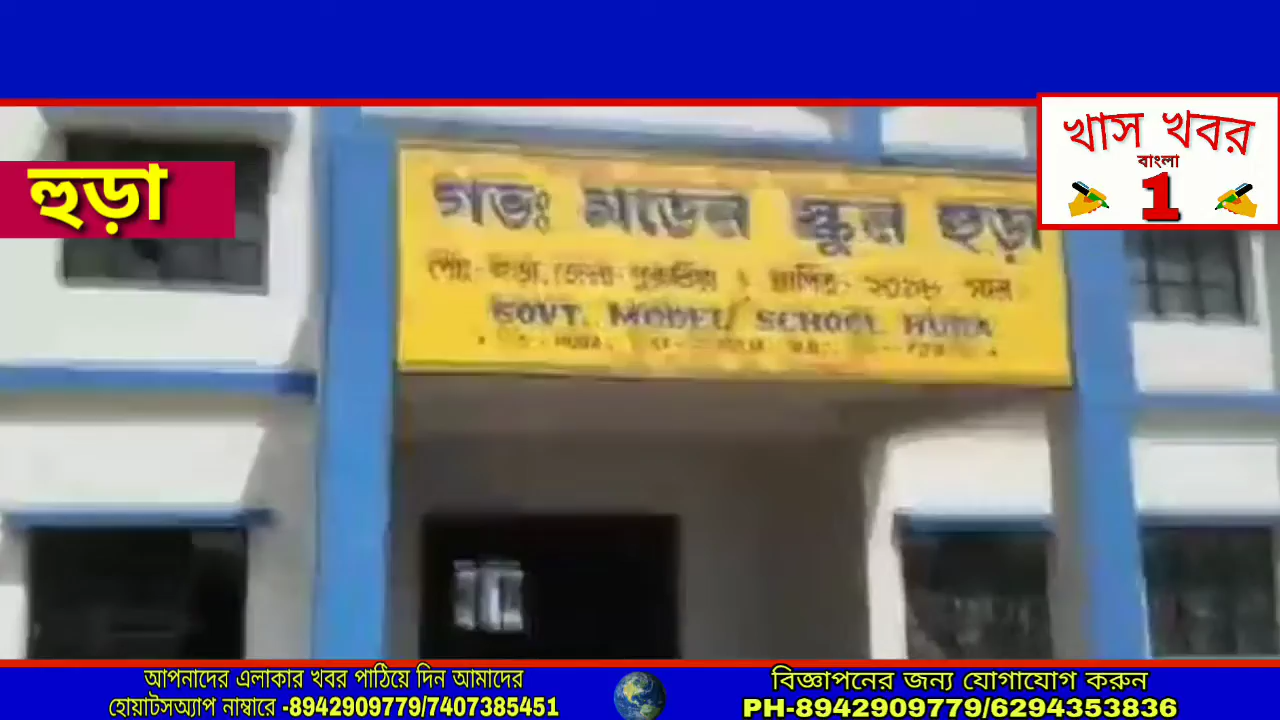 হুড়া
খাস খবর
বাংলা
1
গভঃ মডেল স্কুল হুড়া
পোঃ- হুড়া, জেলা- পুরুলিয়া
GOVT. MODEL SCHOOL HURA
আপনাদের এলাকার খবর পাঠিয়ে দিন আমাদের
হোয়াটসঅ্যাপ নাম্বারে -8942909779/7407385451
বিজ্ঞাপনের জন্য যোগাযোগ করুন
PH-8942909779/6294353836